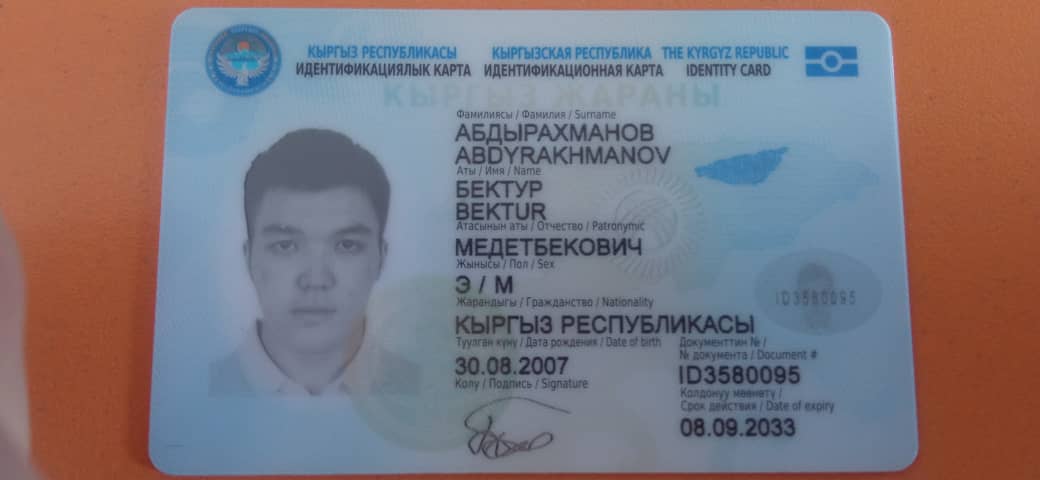 КЫРГЫЗ РЕСПУБЛИКАСЫ КЫРГЫЗСКАЯ РЕСПУБЛИКА THE KYRGYZ REPUBLIC
ИДЕНТИФИКАЦИЯЛЫК КАРТА ИДЕНТИФИКАЦИОННАЯ КАРТА IDENTITY CARD
КЫРГЫЗ ЖАРАНЫ
Фамилиясы / Фамилия / Surname
АБДЫРАХМАНОВ
ABDYRAKHMANOV
Аты / Имя / Name
БЕКТУР
BEKTUR
Атасынын аты / Отчество / Patronymic
МЕДЕТБЕКОВИЧ
Жынысы / Пол / Sex
Э / М
Жарандыгы / Гражданство / Nationality
КЫРГЫЗ РЕСПУБЛИКАСЫ
Туулган күнү / Дата рождения / Date of birth
30.08.2007
Колу / Подпись / Signature
ID3580095
Документтин № /
№ документа / Document #
ID3580095
Колдонуу мөөнөтү /
Срок действия / Date of expiry
08.09.2033